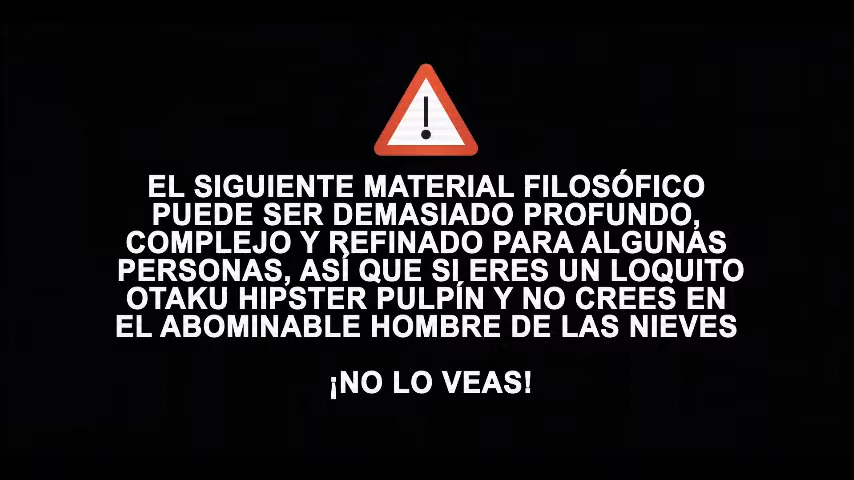 EL SIGUIENTE MATERIAL FILOSÓFICO
PUEDE SER DEMASIADO PROFUNDO,
COMPLEJO Y REFINADO PARA ALGUNAS
PERSONAS, ASÍ QUE SI ERES UN LOQUITO
OTAKU HIPSTER PULPÍN Y NO CREES EN
EL ABOMINABLE HOMBRE DE LAS NIEVES
¡NO LO VEAS!